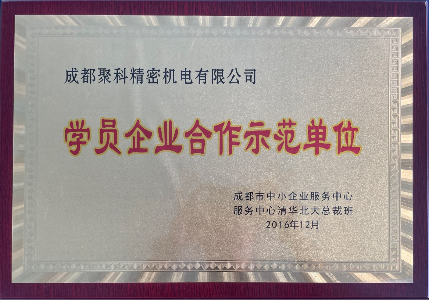 成都聚科精密机电有限公司
学员企业合作示范单位
成都市中小企业服务中心
服务中心清华北大总裁班
2016年12月